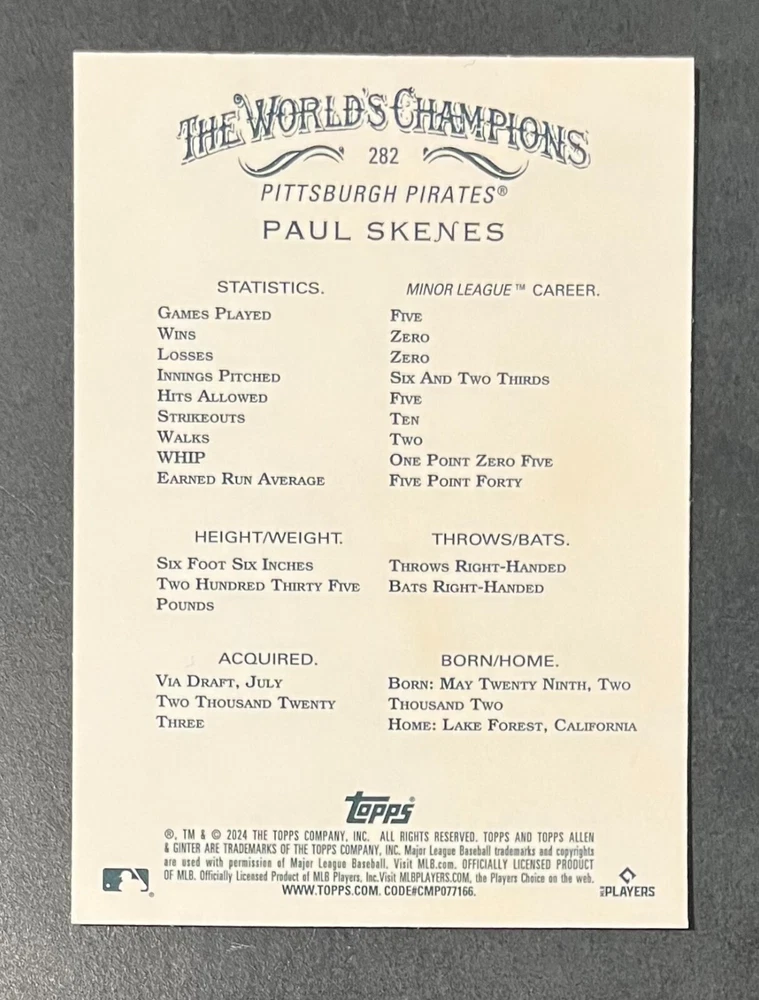 THE WORLD'S CHAMPIONS
282
PITTSBURGH PIRATES®
PAUL SKENES
STATISTICS. MINOR LEAGUE™ CAREER.
GAMES PLAYED FIVE
WINS ZERO
LOSSES ZERO
INNINGS PITCHED SIX AND TWO THIRDS
HITS ALLOWED FIVE
STRIKEOUTS TEN
WALKS TWO
WHIP ONE POINT ZERO FIVE
EARNED RUN AVERAGE FIVE POINT FORTY
HEIGHT/WEIGHT.
SIX FOOT SIX INCHES
TWO HUNDRED THIRTY FIVE
POUNDS
THROWS/BATS.
THROWS RIGHT-HANDED
BATS RIGHT-HANDED
ACQUIRED.
VIA DRAFT, JULY
TWO THOUSAND TWENTY
THREE
BORN/HOME.
BORN: MAY TWENTY NINTH, TWO
THOUSAND TWO
HOME: LAKE FOREST, CALIFORNIA
Topps®
®, TM & © 2024 THE TOPPS COMPANY, INC. ALL RIGHTS RESERVED. TOPPS AND TOPPS ALLEN
& GINTER ARE TRADEMARKS OF THE TOPPS COMPANY, INC. Major League Baseball trademarks and copyrights
are used with permission of Major League Baseball. Visit MLB.com. OFFICIALLY LICENSED PRODUCT
OF MLB. Officially Licensed Product of MLB Players, Inc.Visit MLBPLAYERS.COM, the Players Choice on the web.
WWW.TOPPS.COM. CODE#CMP077166.
MLB PLAYERS